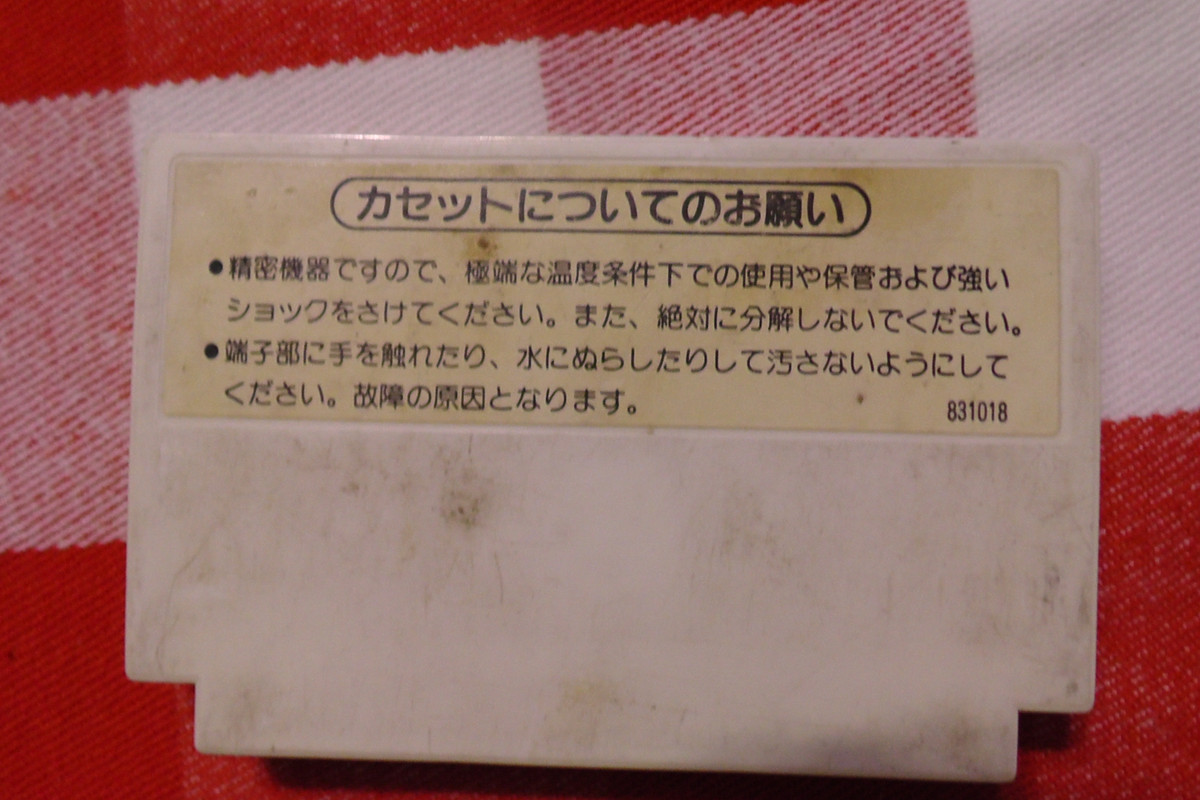 カセットについてのお願い
●精密機器ですので、極端な温度条件下での使用や保管および強い
ショックをさけてください。また、絶対に分解しないでください。
●端子部に手を触れたり、水にぬらしたりして汚さないようにして
ください。故障の原因となります。
831018